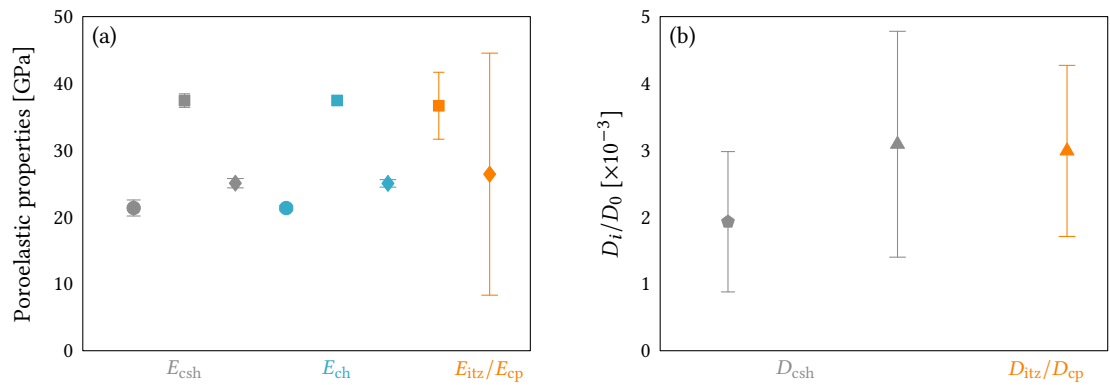 (a)
Poroelastic properties [GPa]
50
40
30
20
10
0
E_csh
E_ch
E_itz/E_cp
(b)
D_i/D_0 [×10^−3]
5
4
3
2
1
0
D_csh
D_itz/D_cp